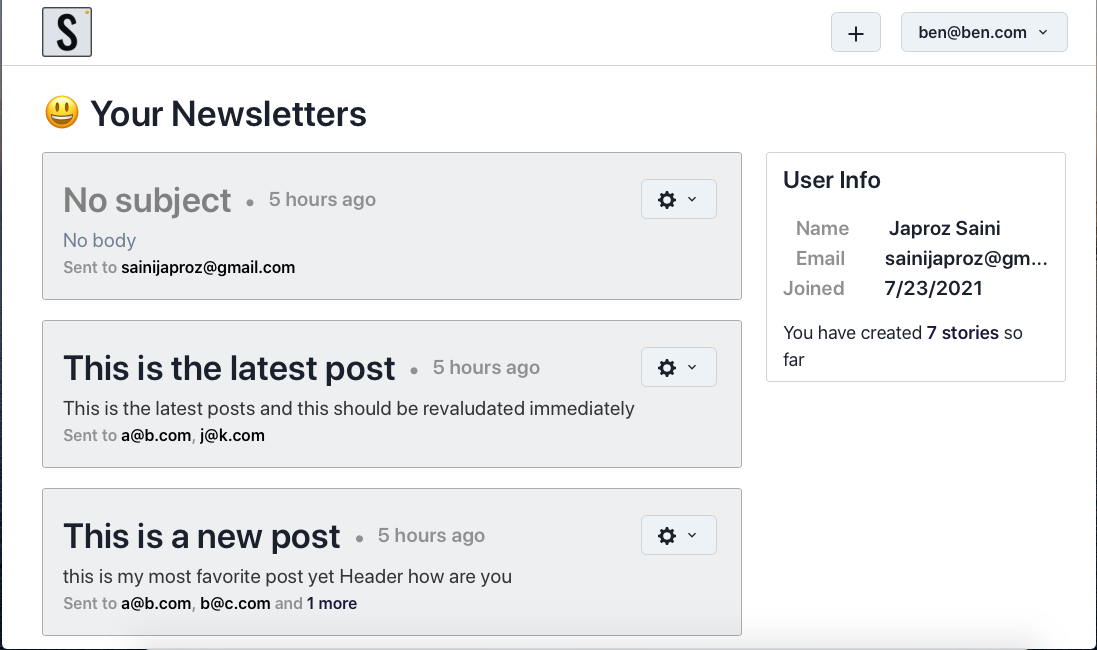 S
+ ben@ben.com
😃 Your Newsletters
No subject • 5 hours ago
No body
Sent to sainijaproz@gmail.com
This is the latest post • 5 hours ago
This is the latest posts and this should be revaludated immediately
Sent to a@b.com, j@k.com
This is a new post • 5 hours ago
this is my most favorite post yet Header how are you
Sent to a@b.com, b@c.com and 1 more
User Info
Name Japroz Saini
Email sainijaproz@gm...
Joined 7/23/2021
You have created 7 stories so
far